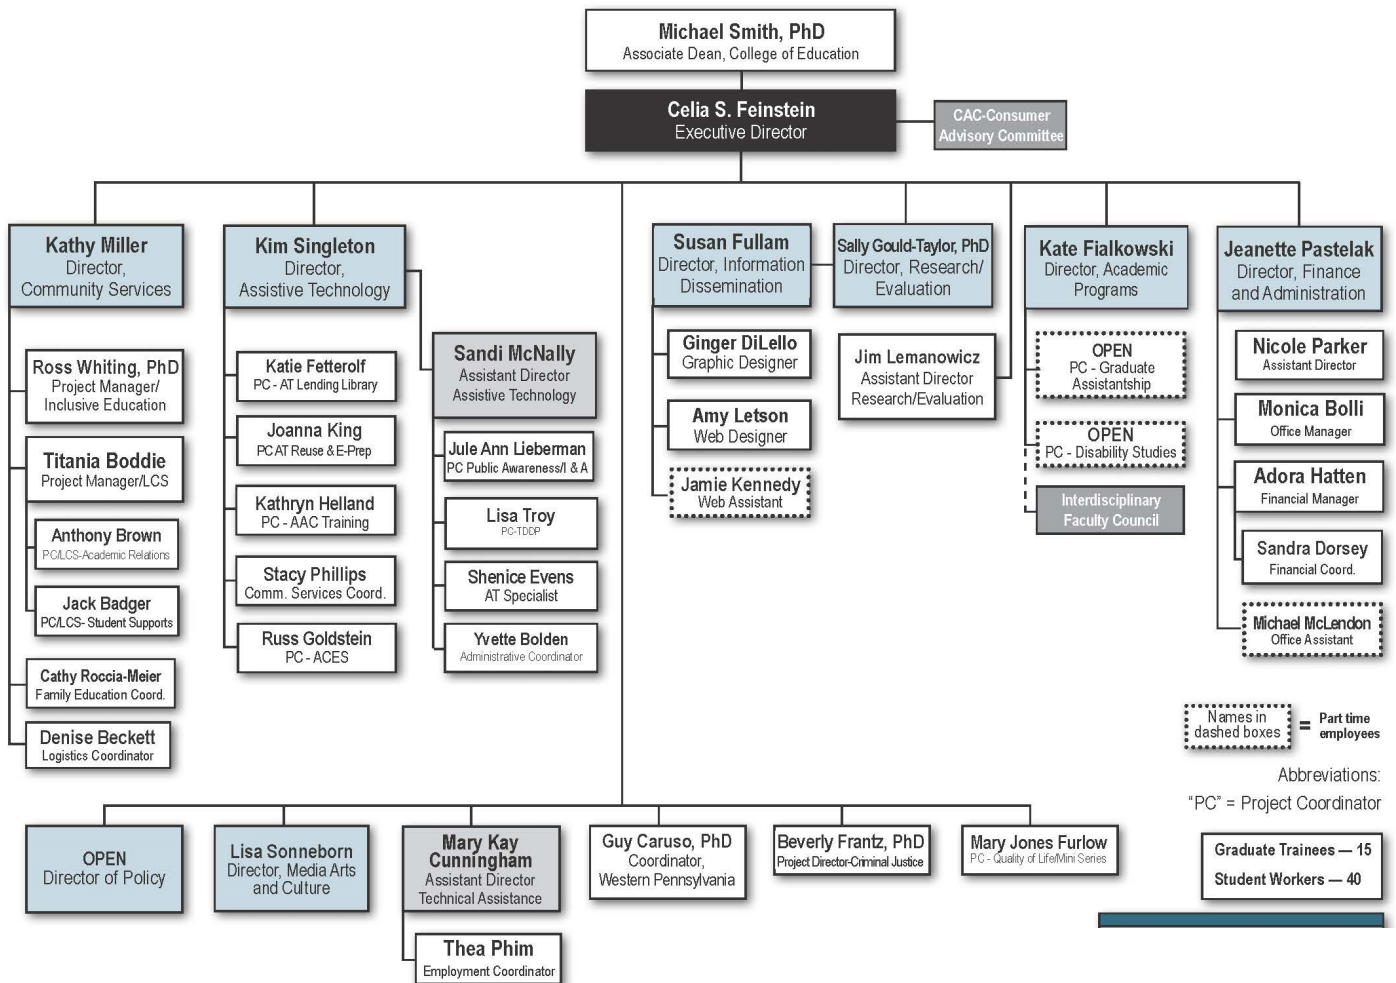 Michael Smith, PhD
Associate Dean, College of Education
Celia S. Feinstein
Executive Director
CAC-Consumer
Advisory Committee
Kathy Miller
Director,
Community Services
Ross Whiting, PhD
Project Manager/
Inclusive Education
Titania Boddie
Project Manager/LCS
Anthony Brown
PC/LCS-Academic Relations
Jack Badger
PC/LCS- Student Supports
Cathy Roccia-Meier
Family Education Coord.
Denise Beckett
Logistics Coordinator
Kim Singleton
Director,
Assistive Technology
Katie Fetterolf
PC - AT Lending Library
Joanna King
PC AT Reuse & E-Prep
Kathryn Helland
PC - AAC Training
Stacy Phillips
Comm. Services Coord.
Russ Goldstein
PC - ACES
Sandi McNally
Assistant Director
Assistive Technology
Jule Ann Lieberman
PC Public Awareness/I & A
Lisa Troy
PC-TDDP
Shenice Evens
AT Specialist
Yvette Bolden
Administrative Coordinator
Susan Fullam
Director, Information
Dissemination
Ginger DiLello
Graphic Designer
Amy Letson
Web Designer
Jamie Kennedy
Web Assistant
Sally Gould-Taylor, PhD
Director, Research/
Evaluation
Jim Lemanowicz
Assistant Director
Research/Evaluation
Kate Fialkowski
Director, Academic
Programs
OPEN
PC - Graduate
Assistantship
OPEN
PC - Disability Studies
Interdisciplinary
Faculty Council
Jeanette Pastelak
Director, Finance
and Administration
Nicole Parker
Assistant Director
Monica Bolli
Office Manager
Adora Hatten
Financial Manager
Sandra Dorsey
Financial Coord.
Michael McLendon
Office Assistant
OPEN
Director of Policy
Lisa Sonneborn
Director, Media Arts
and Culture
Mary Kay
Cunningham
Assistant Director
Technical Assistance
Thea Phim
Employment Coordinator
Guy Caruso, PhD
Coordinator,
Western Pennsylvania
Beverly Frantz, PhD
Project Director-Criminal Justice
Mary Jones Furlow
PC - Quality of Life/Mini Series
Names in
dashed boxes
= Part time
employees
Abbreviations:
"PC" = Project Coordinator
Graduate Trainees — 15
Student Workers — 40